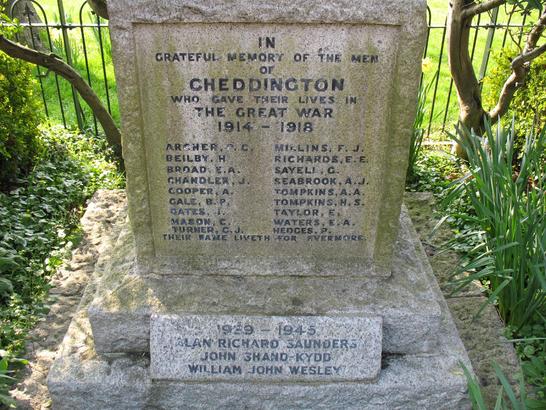 IN
GRATEFUL MEMORY OF THE MEN
OF
CHEDDINGTON
WHO GAVE THEIR LIVES IN
THE GREAT WAR
1914 – 1918
ARCHER, MILLINS, F. J.
BEILBY, H. RICHARDS, E. E.
BROAD, E. A. SAYELL, G.
CHANDLER, J. SEABROOK, A. J.
COOPER, A. TOMPKINS, A. A.
GALE, B. P. TOMPKINS, H. S.
OATES, TAYLOR, E.
MASON, C. WATERS, E. A.
TURNER, C. J. HEDGES, P.
THEIR NAME LIVETH FOR EVERMORE.
1939 – 1945
ALAN RICHARD SAUNDERS
JOHN SHAND-KYDD
WILLIAM JOHN WESLEY